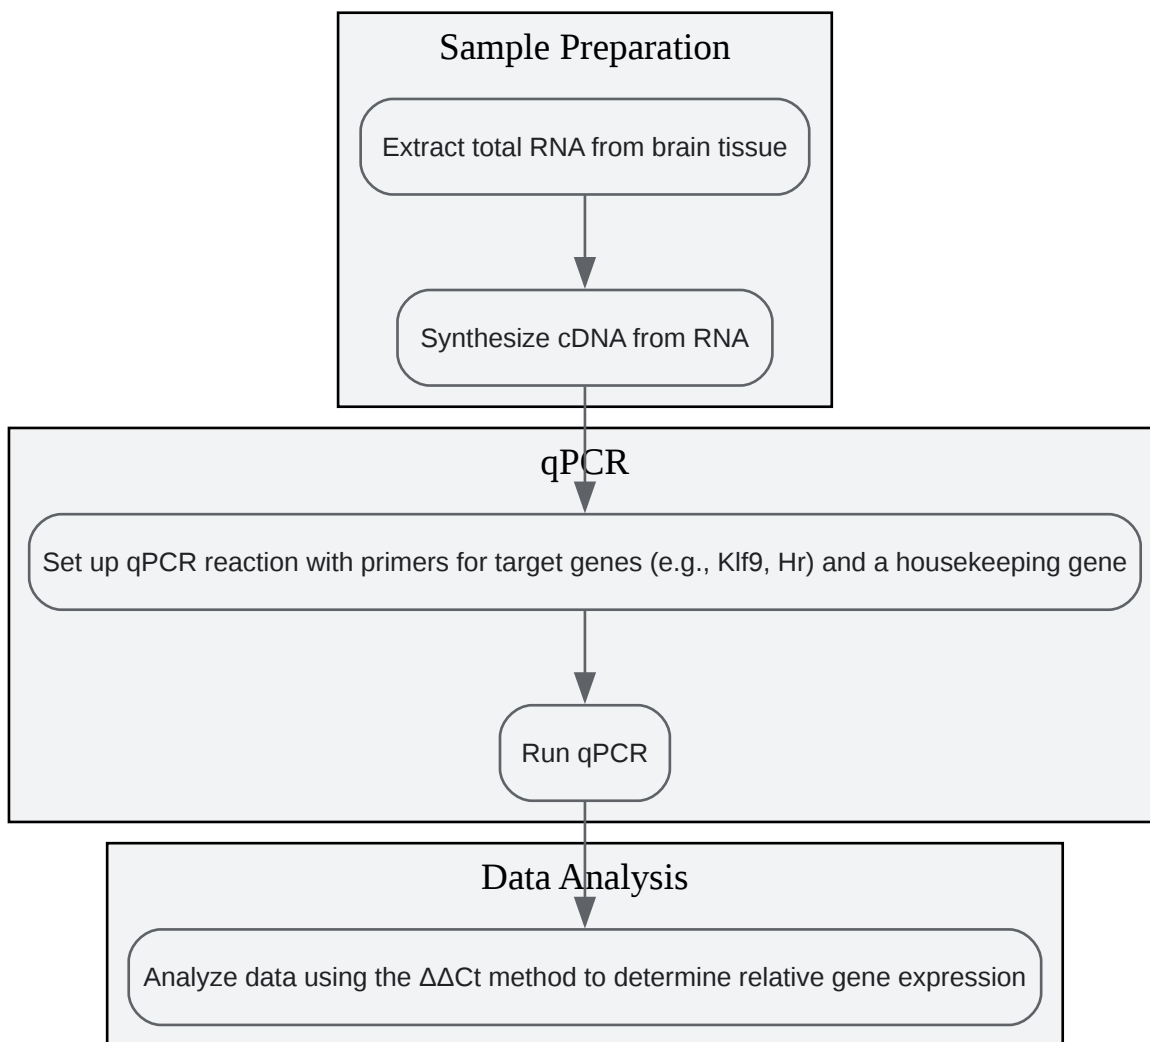 Sample Preparation
Extract total RNA from brain tissue
Synthesize cDNA from RNA
qPCR
Set up qPCR reaction with primers for target genes (e.g., Klf9, Hr) and a housekeeping gene
Run qPCR
Data Analysis
Analyze data using the ΔΔCt method to determine relative gene expression